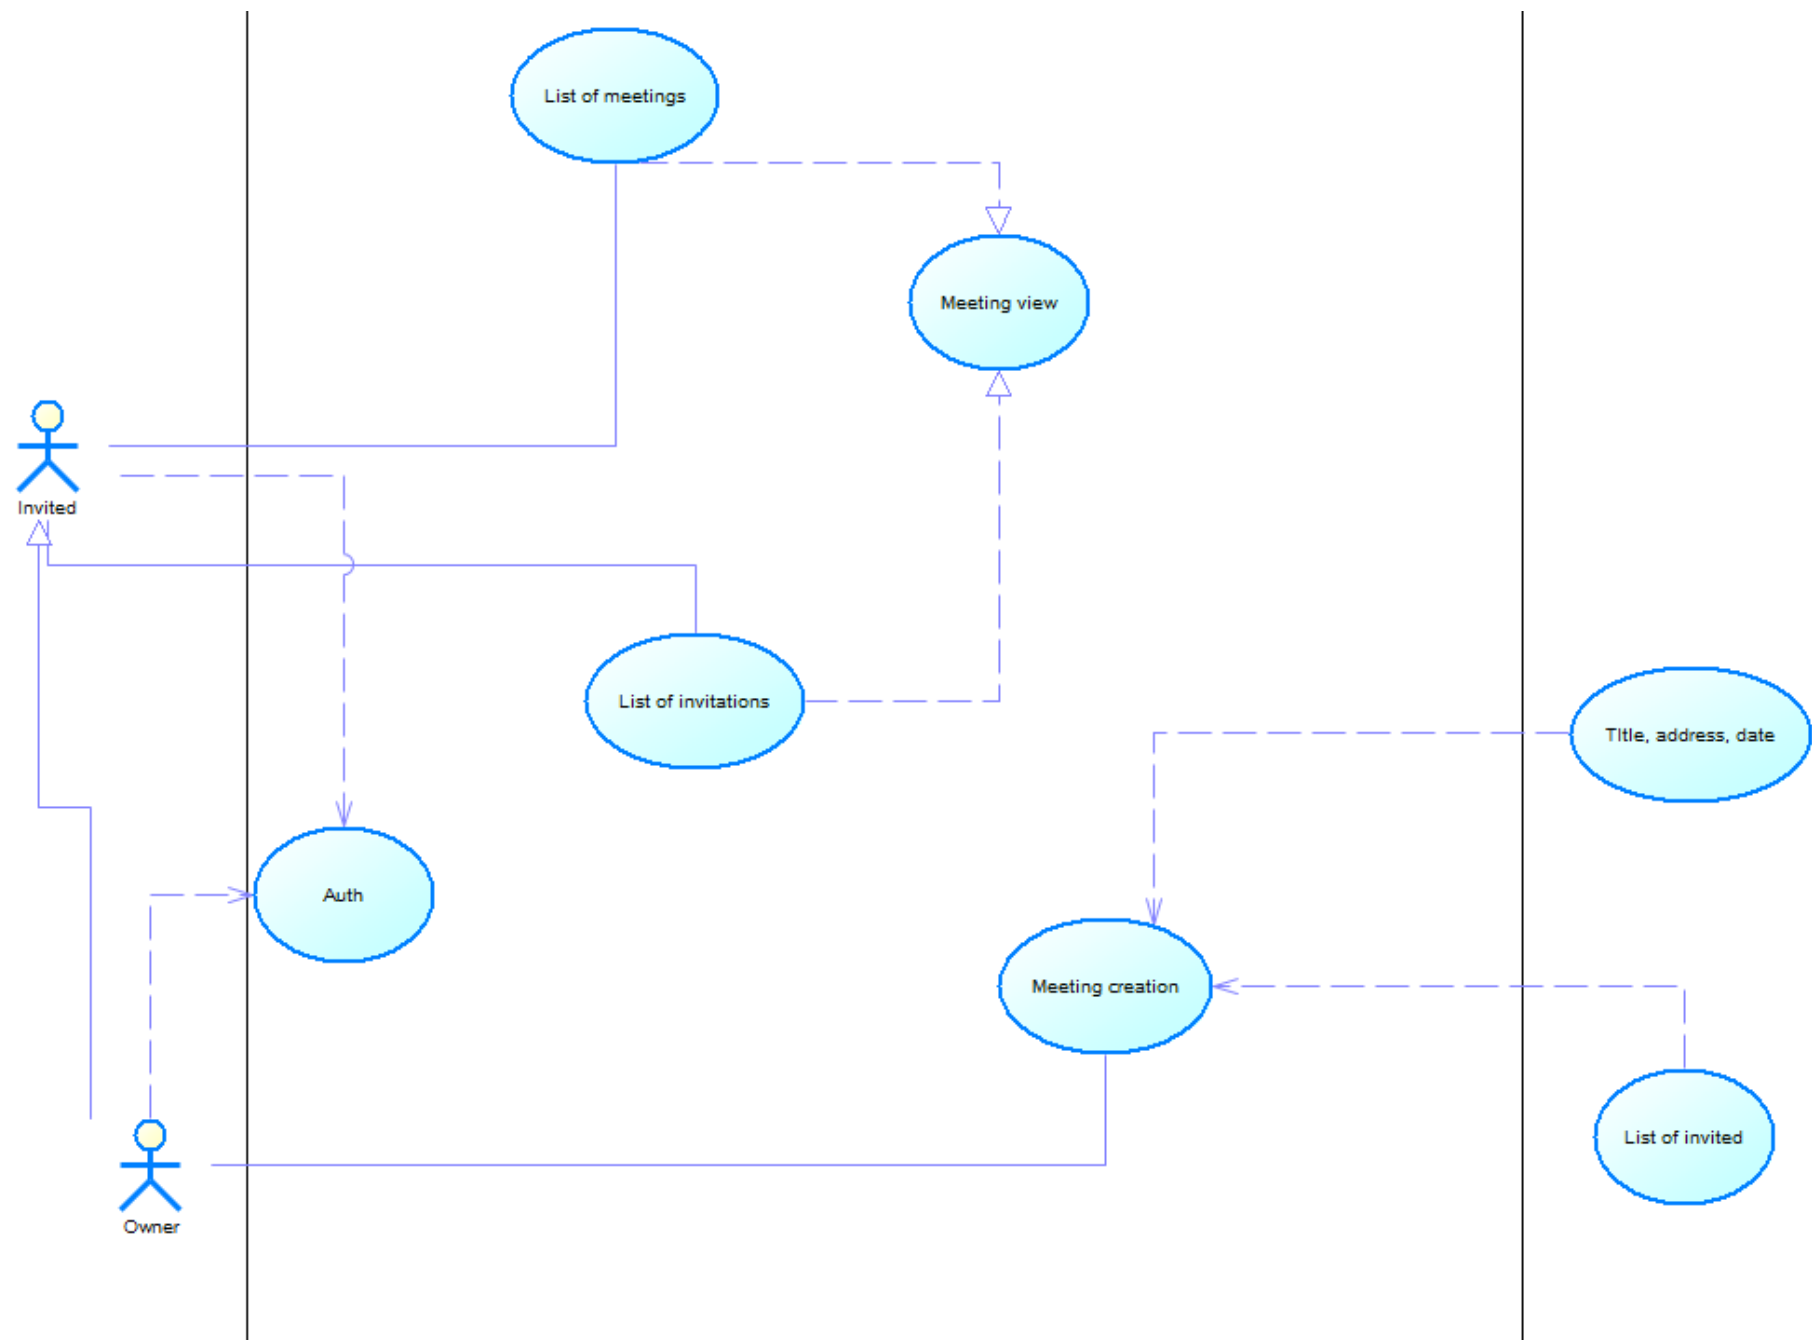 List of meetings
Meeting view
Invited
List of invitations
TItle, address, date
Auth
Meeting creation
List of invited
Owner